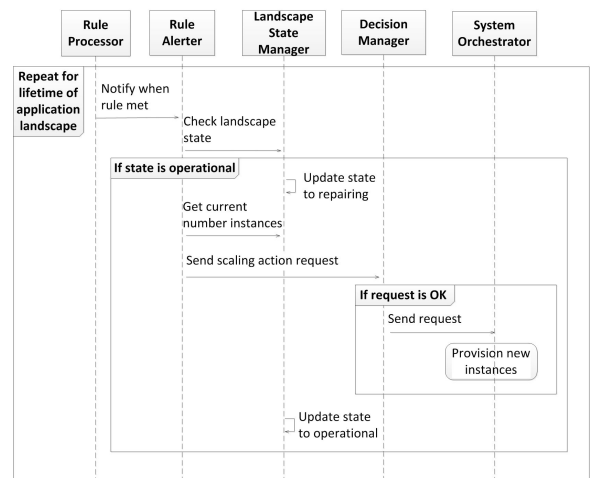 Rule
Processor
Rule
Alerter
Landscape
State
Manager
Decision
Manager
System
Orchestrator
Repeat for
lifetime of
application
landscape
Notify when
rule met
Check landscape
state
If state is operational
Update state
to repairing
Get current
number instances
Send scaling action request
If request is OK
Send request
Provision new
instances
Update state
to operational